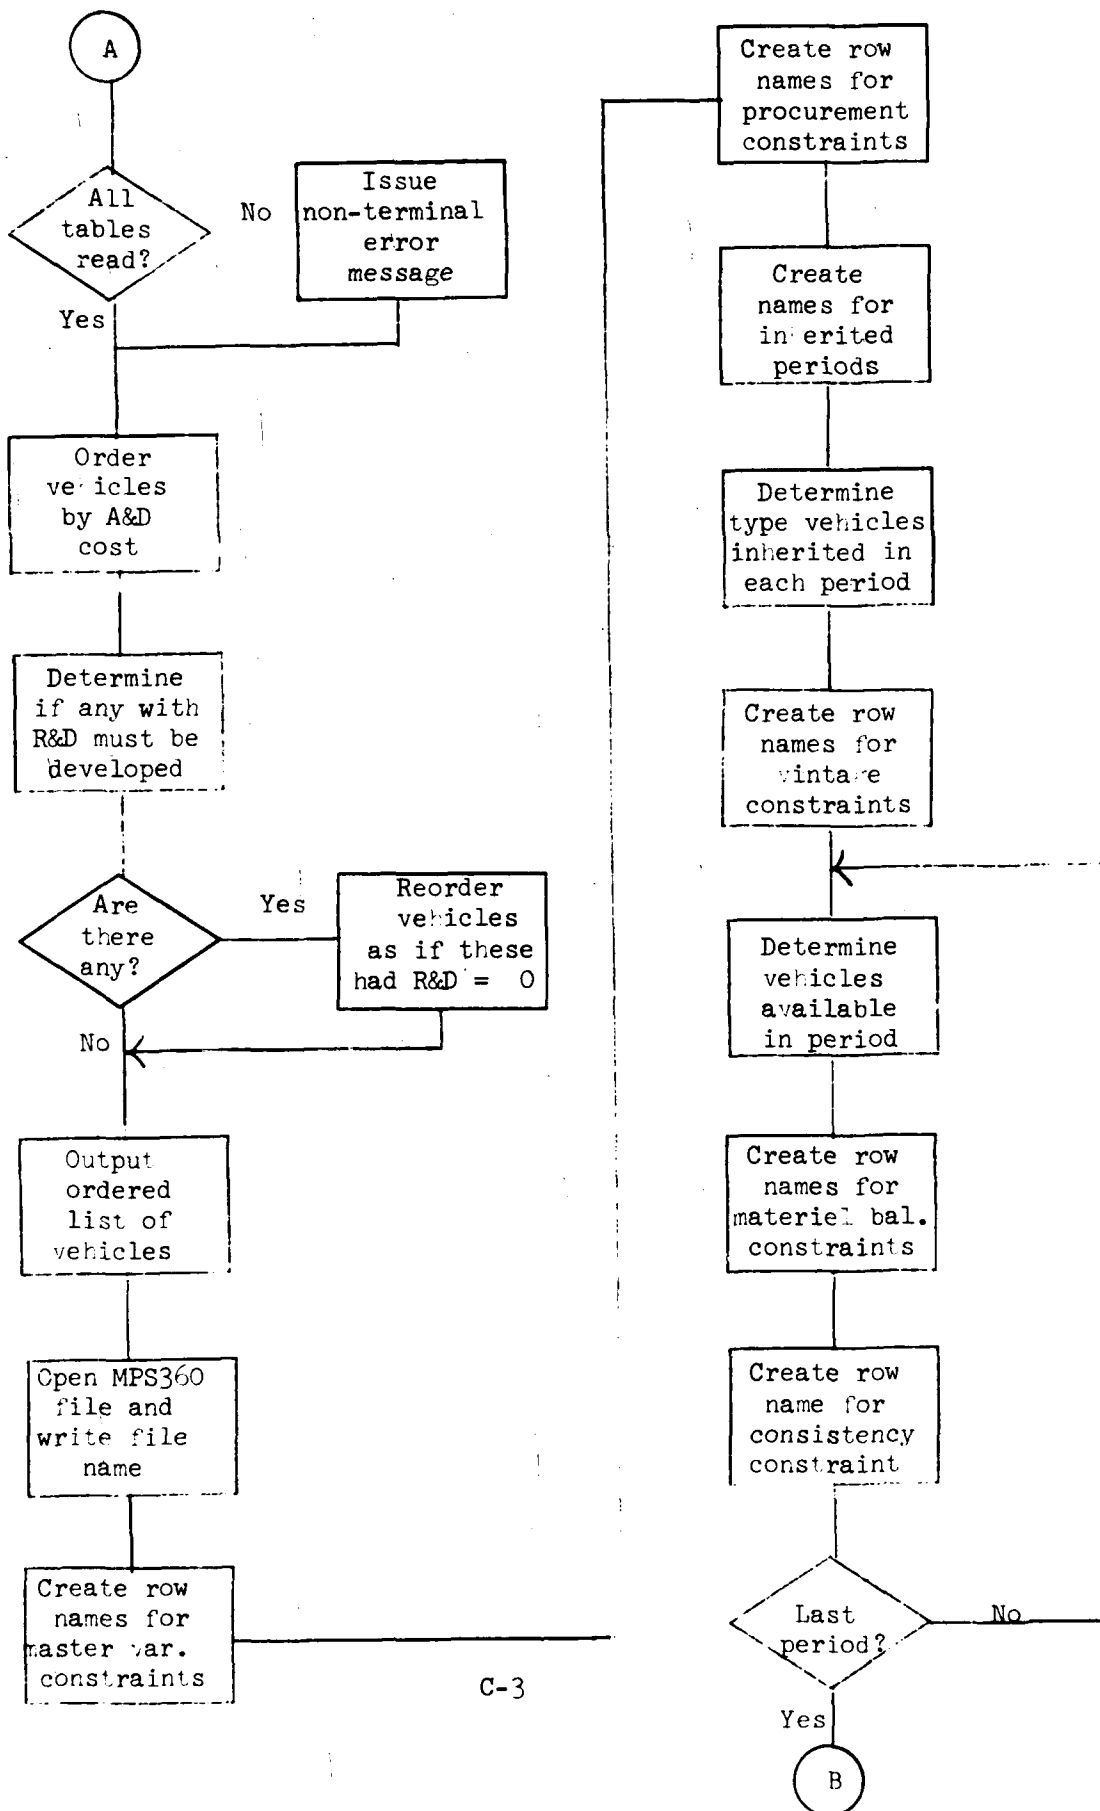 A
All
tables
read?
No
Issue
non-terminal
error
message
Yes
Order
vehicles
by A&D
cost
Determine
if any with
R&D must be
developed
Are
there
any?
Yes
Reorder
vehicles
as if these
had R&D = 0
No
Output
ordered
list of
vehicles
Open MPS360
file and
write file
name
Create row
names for
master var.
constraints
Create row
names for
procurement
constraints
Create
names for
inherited
periods
Determine
type vehicles
inherited in
each period
Create row
names for
vintage
constraints
Determine
vehicles
available
in period
Create row
names for
materiel bal.
constraints
Create row
name for
consistency
constraint
Last
period?
No
Yes
B
C-3